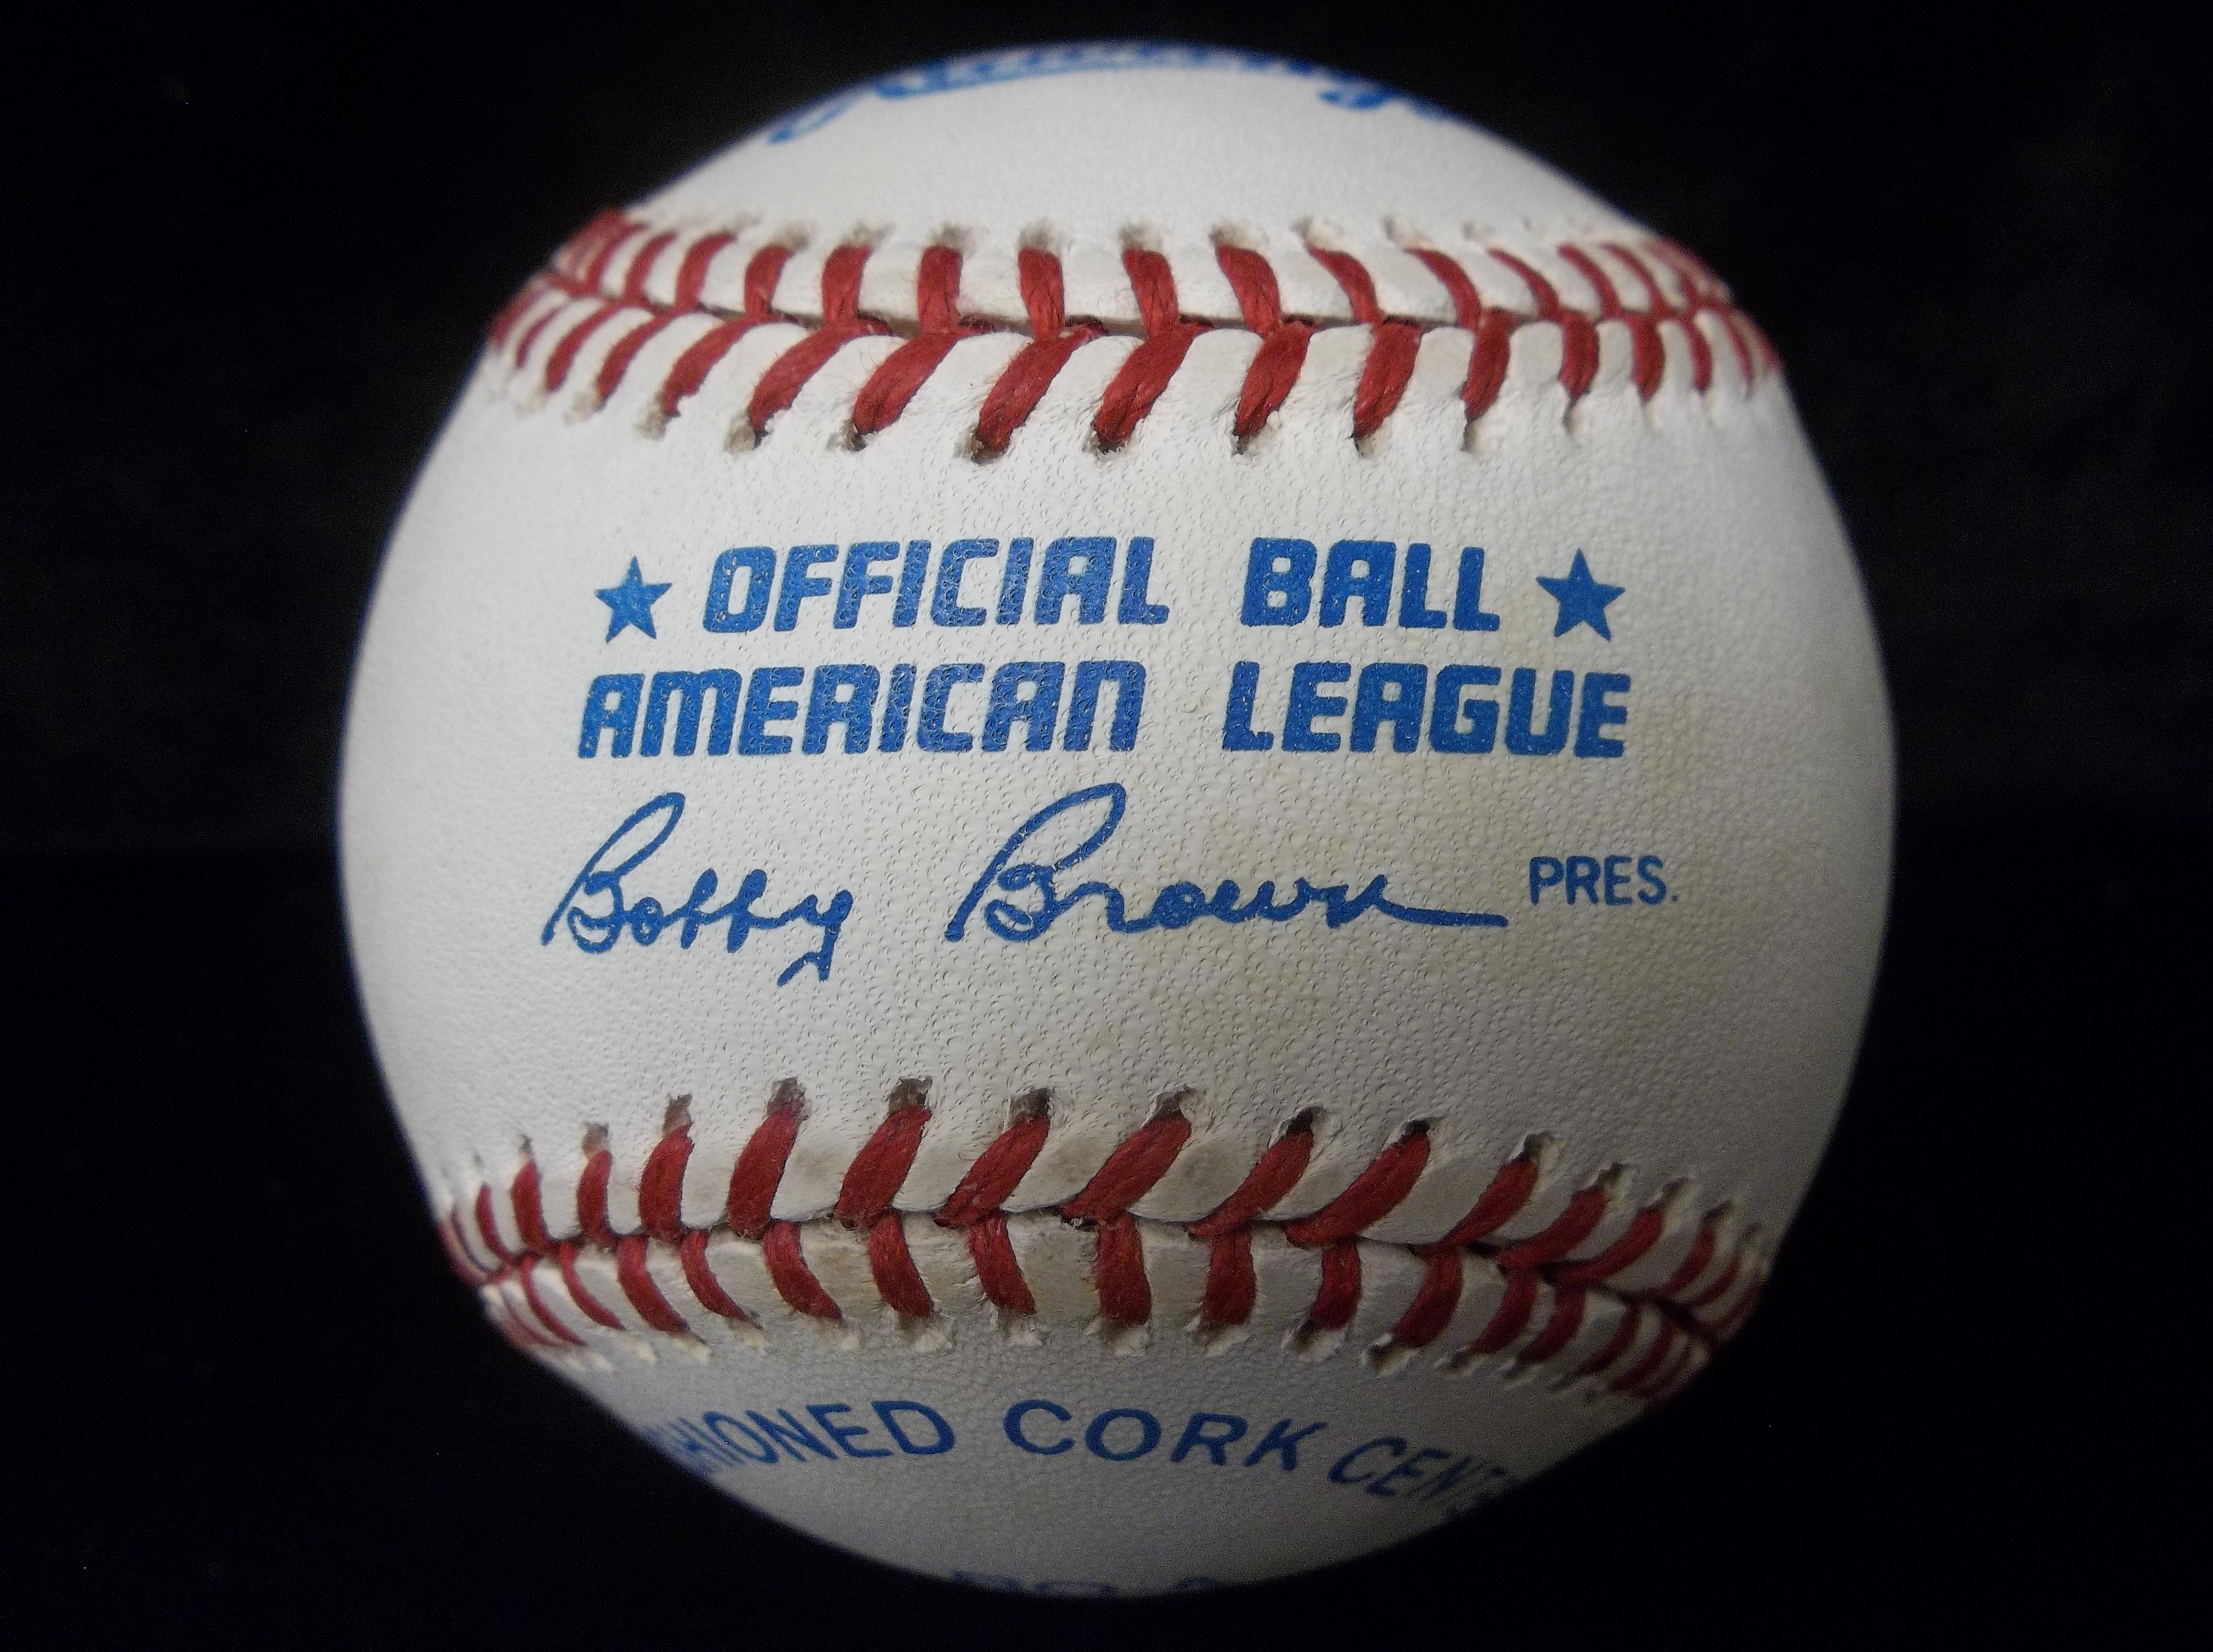 ★ OFFICIAL BALL ★
AMERICAN LEAGUE
Bobby Brown PRES.
CORK